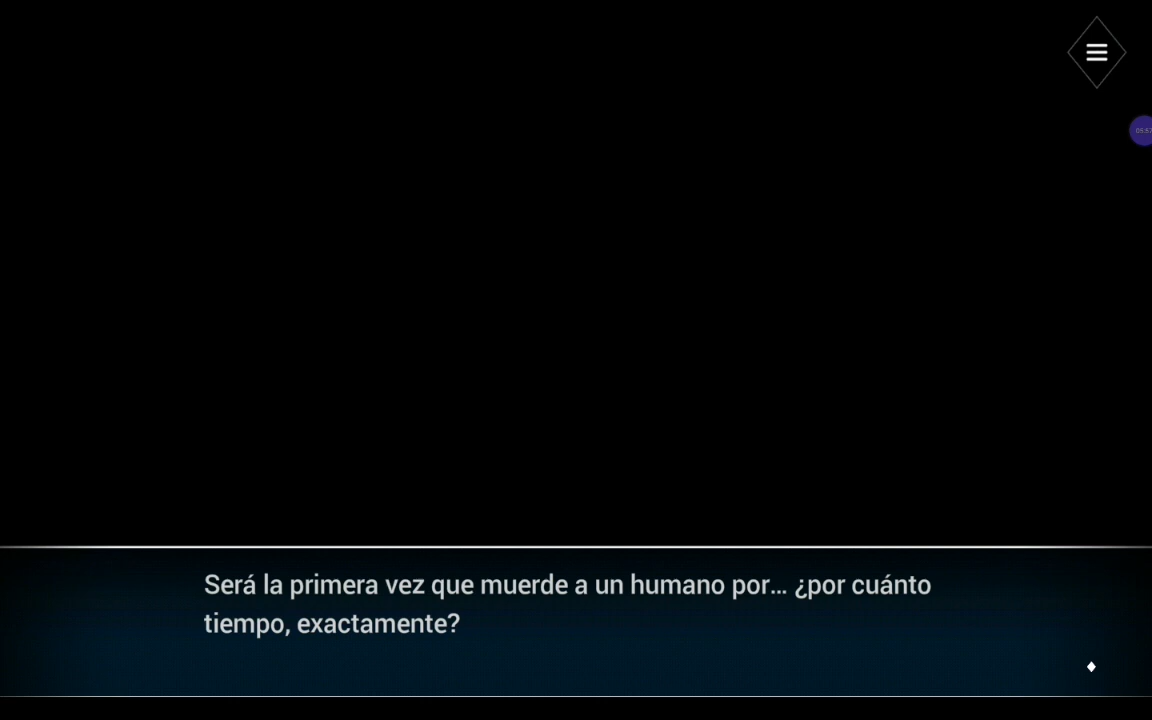 Será la primera vez que muerde a un humano por... ¿por cuánto
tiempo, exactamente?